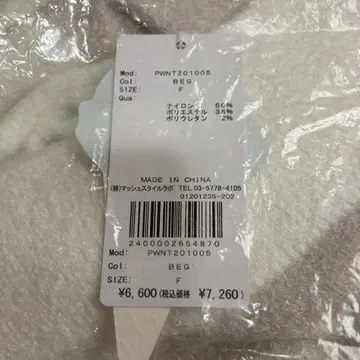 Mod: PWNT201005
Col: BEG
SIZE: F
Qua:
ナイロン 60%
ポリエステル 38%
ポリウレタン 2%
MADE IN CHINA
(株)マッシュスタイルラボ TEL 03-5778-4105
01201235-202
2400002654870
Mod: PWNT201005
Col: BEG
SIZE: F
¥6,600(税込価格 ¥7,260)